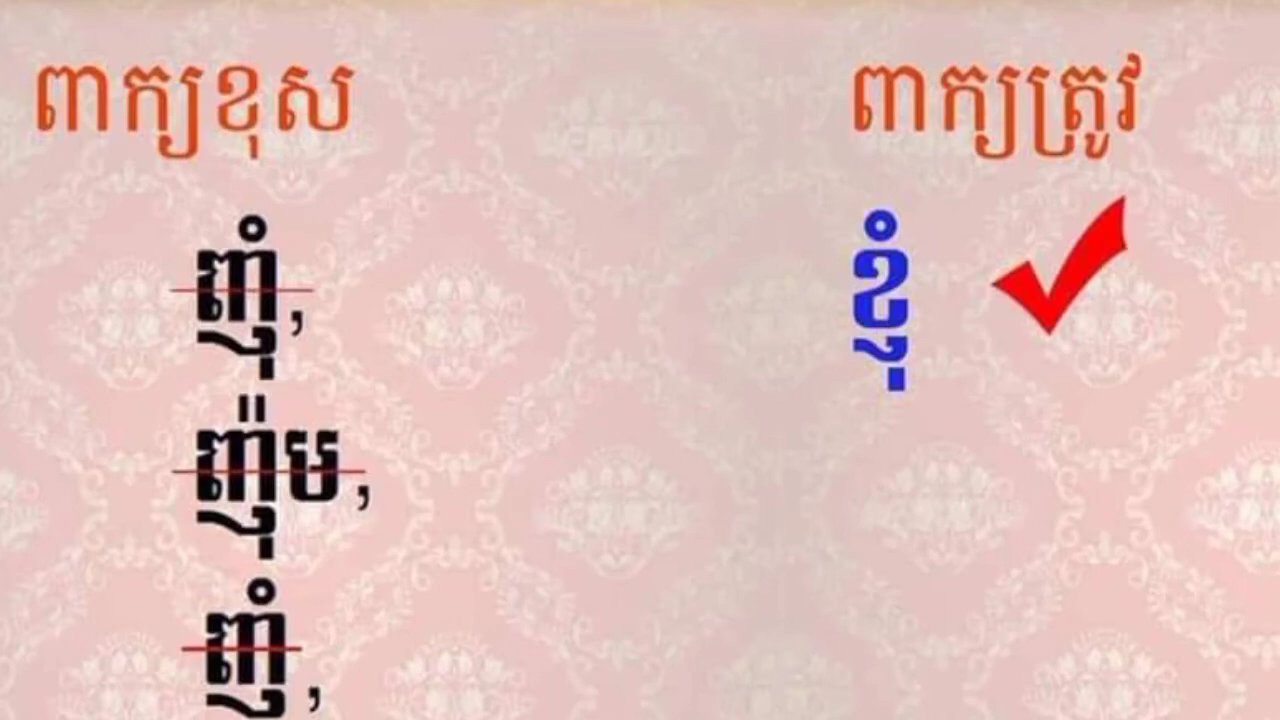 ពាក្យខុស ពាក្យត្រូវ
ញុំ, ខ្ញុំ
ញ៉ុម,
ញំ,